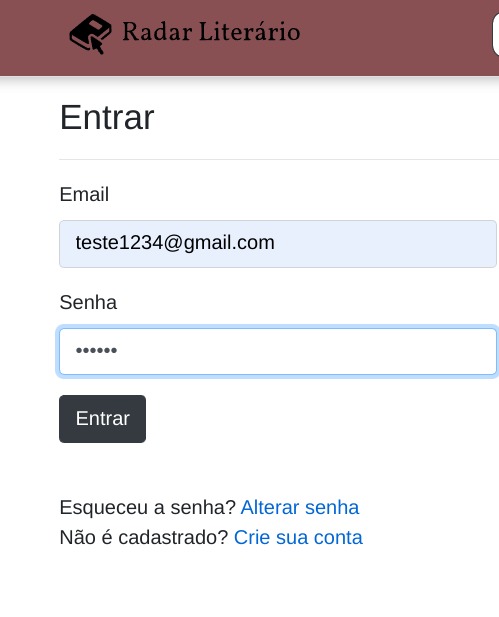 Radar Literário
Entrar
Email
teste1234@gmail.com
Senha
••••••
Entrar
Esqueceu a senha? Alterar senha
Não é cadastrado? Crie sua conta